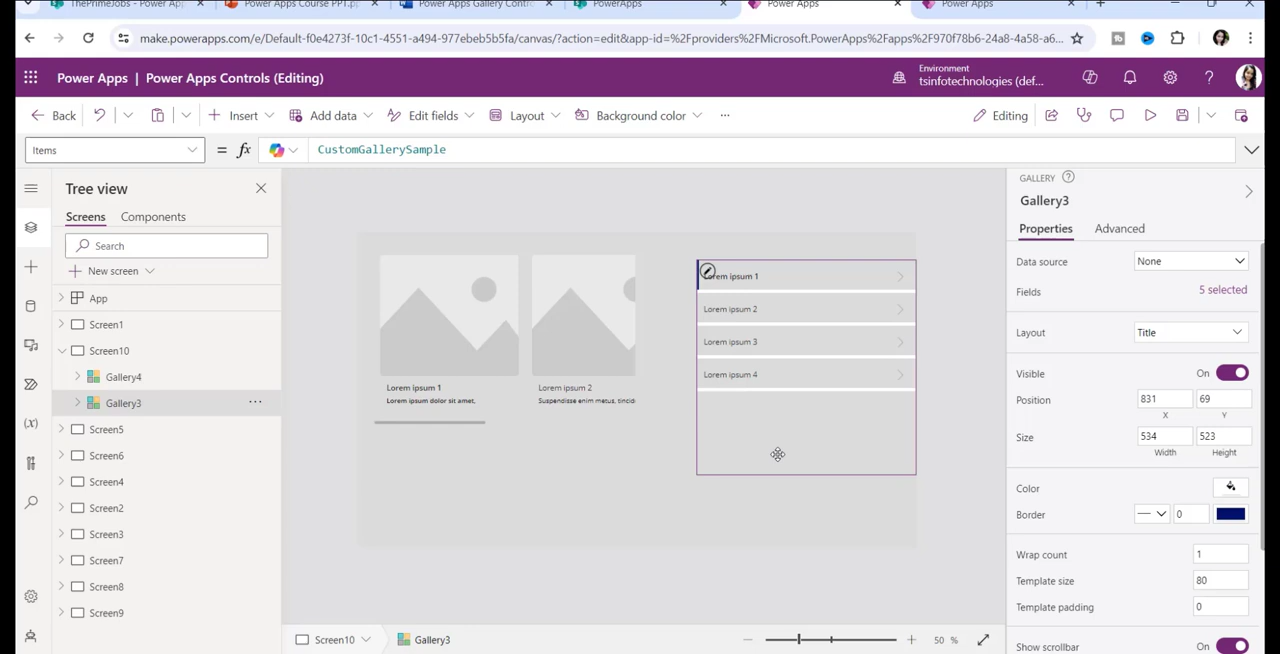 ThePrimeJobs - Power App
Power Apps Course PPT.pp
Power Apps Gallery Contr
PowerApps
Power Apps
Power Apps
make.powerapps.com/e/Default-f0e4273f-10c1-4551-a494-977ebeb5b5fa/canvas/?action=edit&app-id=%2Fproviders%2FMicrosoft.PowerApps%2Fapps%2F970f78b6-24a8-4a58-a6...
Power Apps | Power Apps Controls (Editing)
Environment
tsinfotechnologies (def...
Back
Insert
Add data
Edit fields
Layout
Background color
...
Editing
Items
= fx
CustomGallerySample
Tree view
Screens
Components
Search
New screen
App
Screen1
Screen10
Gallery4
Gallery3
...
Screen5
Screen6
Screen4
Screen2
Screen3
Screen7
Screen8
Screen9
Lorem ipsum 1
Lorem ipsum dolor sit amet,
Lorem ipsum 2
Suspendisse enim metus, tincid
Lorem ipsum 1
Lorem ipsum 2
Lorem ipsum 3
Lorem ipsum 4
Screen10
Gallery3
50 %
GALLERY
Gallery3
Properties
Advanced
Data source
None
Fields
5 selected
Layout
Title
Visible
On
Position
831
69
X
Y
Size
534
523
Width
Height
Color
Border
0
Wrap count
1
Template size
80
Template padding
0
Show scrollbar
On